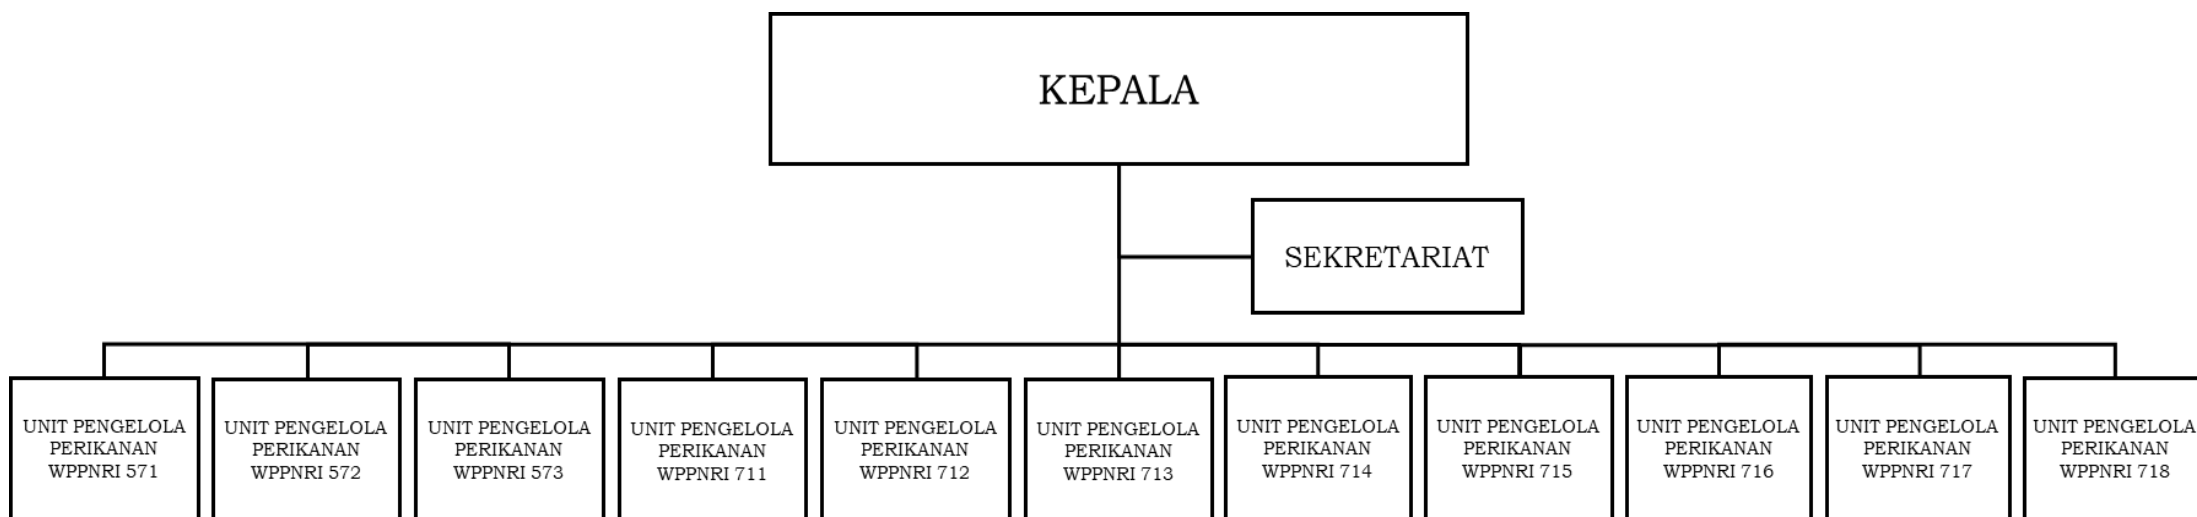 KEPALA
SEKRETARIAT
UNIT PENGELOLA
PERIKANAN
WPPNRI 571
UNIT PENGELOLA
PERIKANAN
WPPNRI 572
UNIT PENGELOLA
PERIKANAN
WPPNRI 573
UNIT PENGELOLA
PERIKANAN
WPPNRI 711
UNIT PENGELOLA
PERIKANAN
WPPNRI 712
UNIT PENGELOLA
PERIKANAN
WPPNRI 713
UNIT PENGELOLA
PERIKANAN
WPPNRI 714
UNIT PENGELOLA
PERIKANAN
WPPNRI 715
UNIT PENGELOLA
PERIKANAN
WPPNRI 716
UNIT PENGELOLA
PERIKANAN
WPPNRI 717
UNIT PENGELOLA
PERIKANAN
WPPNRI 718